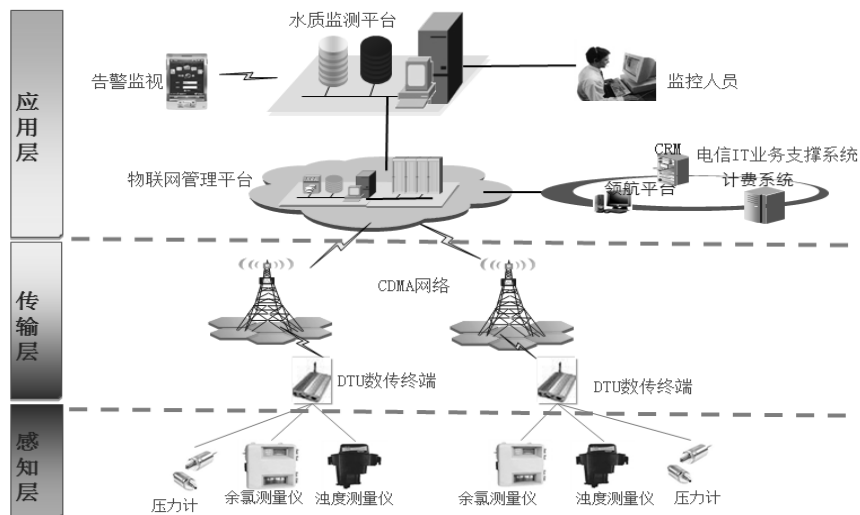 应用层
水质监测平台
告警监视
监控人员
物联网管理平台
CRM
电信IT业务支撑系统
领航平台
计费系统
传输层
CDMA网络
DTU数传终端
DTU数传终端
感知层
压力计
余氯测量仪
浊度测量仪
余氯测量仪
浊度测量仪
压力计